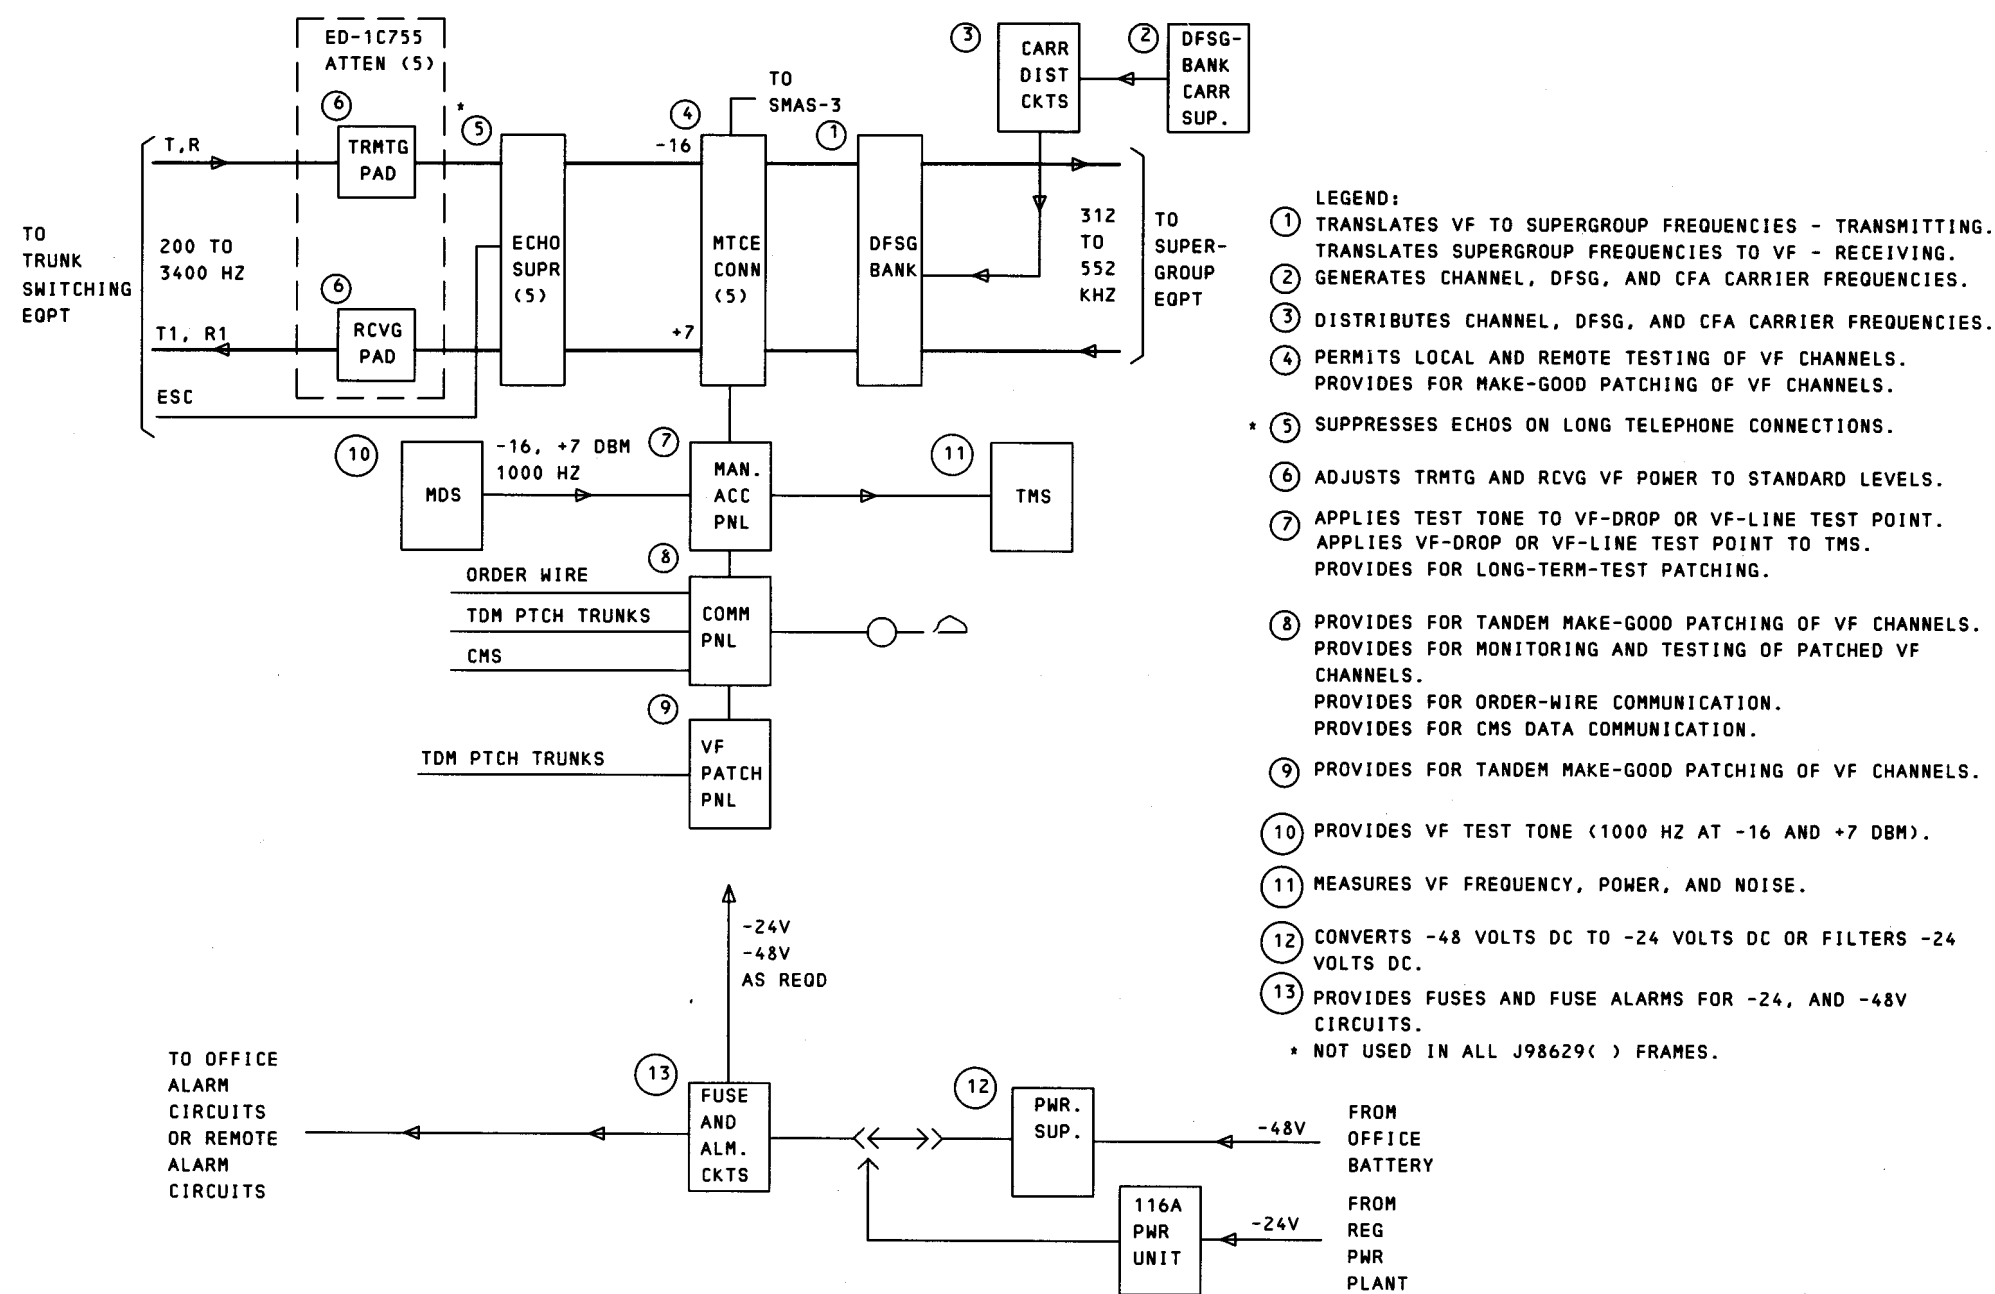 ED-1C755
ATTEN (5)
6
TRMTG
PAD
6
RCVG
PAD
T,R
200 TO
3400 HZ
T1, R1
ESC
TO
TRUNK
SWITCHING
EQPT
*
5
ECHO
SUPR
(5)
4
-16
+7
MTCE
CONN
(5)
TO
SMAS-3
1
DFSG
BANK
3
CARR
DIST
CKTS
2
DFSG-
BANK
CARR
SUP.
312
TO
552
KHZ
TO
SUPER-
GROUP
EQPT
10
MDS
-16, +7 DBM
1000 HZ
7
MAN.
ACC
PNL
11
TMS
8
ORDER WIRE
TDM PTCH TRUNKS
CMS
COMM
PNL
9
TDM PTCH TRUNKS
VF
PATCH
PNL
-24V
-48V
AS REQD
TO OFFICE
ALARM
CIRCUITS
OR REMOTE
ALARM
CIRCUITS
13
FUSE
AND
ALM.
CKTS
12
PWR.
SUP.
-48V
FROM
OFFICE
BATTERY
116A
PWR
UNIT
-24V
FROM
REG
PWR
PLANT
LEGEND:
1 TRANSLATES VF TO SUPERGROUP FREQUENCIES - TRANSMITTING.
TRANSLATES SUPERGROUP FREQUENCIES TO VF - RECEIVING.
2 GENERATES CHANNEL, DFSG, AND CFA CARRIER FREQUENCIES.
3 DISTRIBUTES CHANNEL, DFSG, AND CFA CARRIER FREQUENCIES.
4 PERMITS LOCAL AND REMOTE TESTING OF VF CHANNELS.
PROVIDES FOR MAKE-GOOD PATCHING OF VF CHANNELS.
* 5 SUPPRESSES ECHOS ON LONG TELEPHONE CONNECTIONS.
6 ADJUSTS TRMTG AND RCVG VF POWER TO STANDARD LEVELS.
7 APPLIES TEST TONE TO VF-DROP OR VF-LINE TEST POINT.
APPLIES VF-DROP OR VF-LINE TEST POINT TO TMS.
PROVIDES FOR LONG-TERM-TEST PATCHING.
8 PROVIDES FOR TANDEM MAKE-GOOD PATCHING OF VF CHANNELS.
PROVIDES FOR MONITORING AND TESTING OF PATCHED VF
CHANNELS.
PROVIDES FOR ORDER-WIRE COMMUNICATION.
PROVIDES FOR CMS DATA COMMUNICATION.
9 PROVIDES FOR TANDEM MAKE-GOOD PATCHING OF VF CHANNELS.
10 PROVIDES VF TEST TONE (1000 HZ AT -16 AND +7 DBM).
11 MEASURES VF FREQUENCY, POWER, AND NOISE.
12 CONVERTS -48 VOLTS DC TO -24 VOLTS DC OR FILTERS -24
VOLTS DC.
13 PROVIDES FUSES AND FUSE ALARMS FOR -24, AND -48V
CIRCUITS.
* NOT USED IN ALL J98629( ) FRAMES.